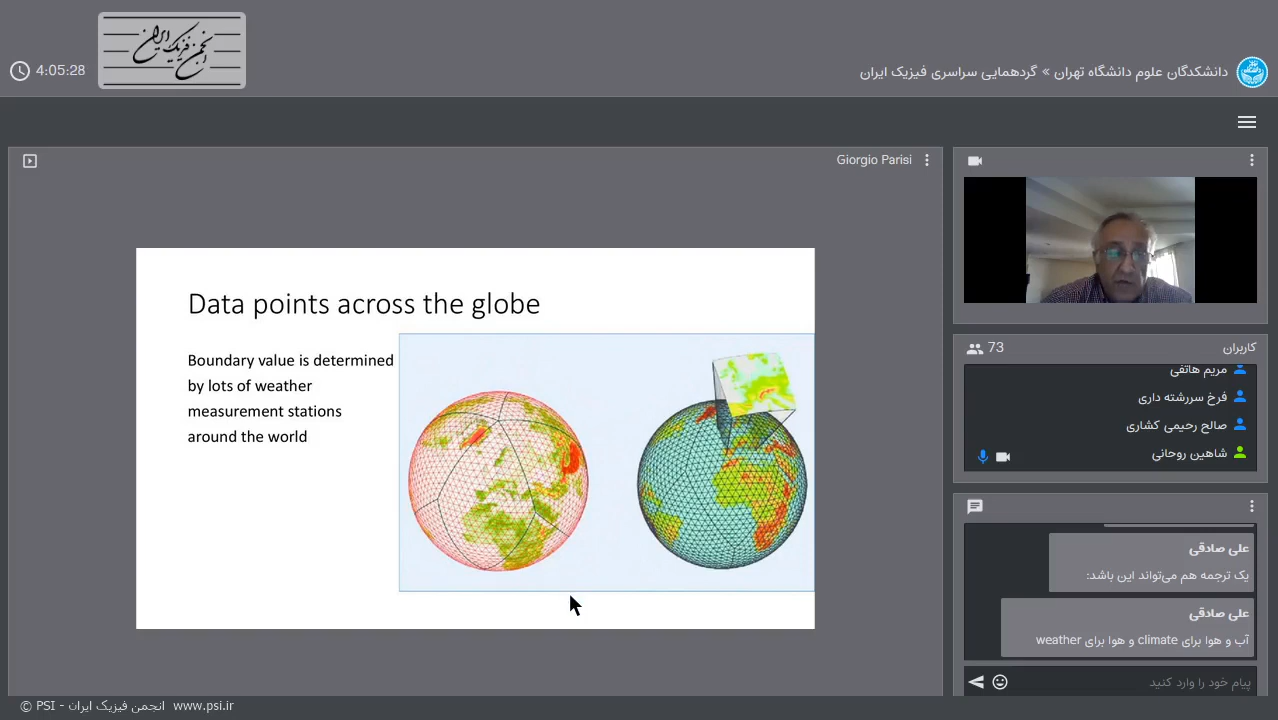 انجمن فیزیک ایران
4:05:28
دانشکدگان علوم دانشگاه تهران » گردهمایی سراسری فیزیک ایران
Giorgio Parisi
Data points across the globe
Boundary value is determined
by lots of weather
measurement stations
around the world
73
کاربران
مریم هاتفی
فرخ سررشته داری
صالح رحیمی کشاری
شاهین روحانی
علی صادقی
یک ترجمه هم می‌تواند این باشد:
علی صادقی
آب و هوا برای climate و هوا برای weather
پیام خود را وارد کنید
© PSI - انجمن فیزیک ایران www.psi.ir